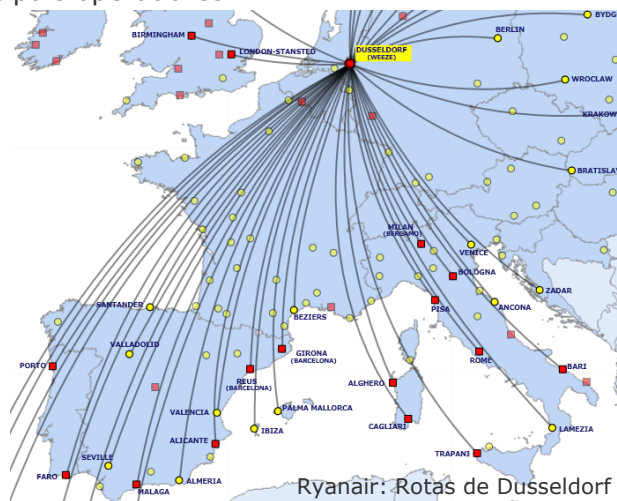 BIRMINGHAM
LONDON-STANSTED
DUSSELDORF
(WEEZE)
BERLIN
BYDG
WROCLAW
KRAKOW
BRATISLAV
MILAN
(BERGAMO)
VENICE
BOLOGNA
ZADAR
PISA
ANCONA
SANTANDER
BEZIERS
VALLADOLID
PORTO
GIRONA
(BARCELONA)
REUS
(BARCELONA)
ROME
BARI
ALGHERO
CAGLIARI
VALENCIA
PALMA MALLORCA
IBIZA
LAMEZIA
ALICANTE
TRAPANI
SEVILLE
FARO
MALAGA
ALMERIA
Ryanair: Rotas de Dusseldorf